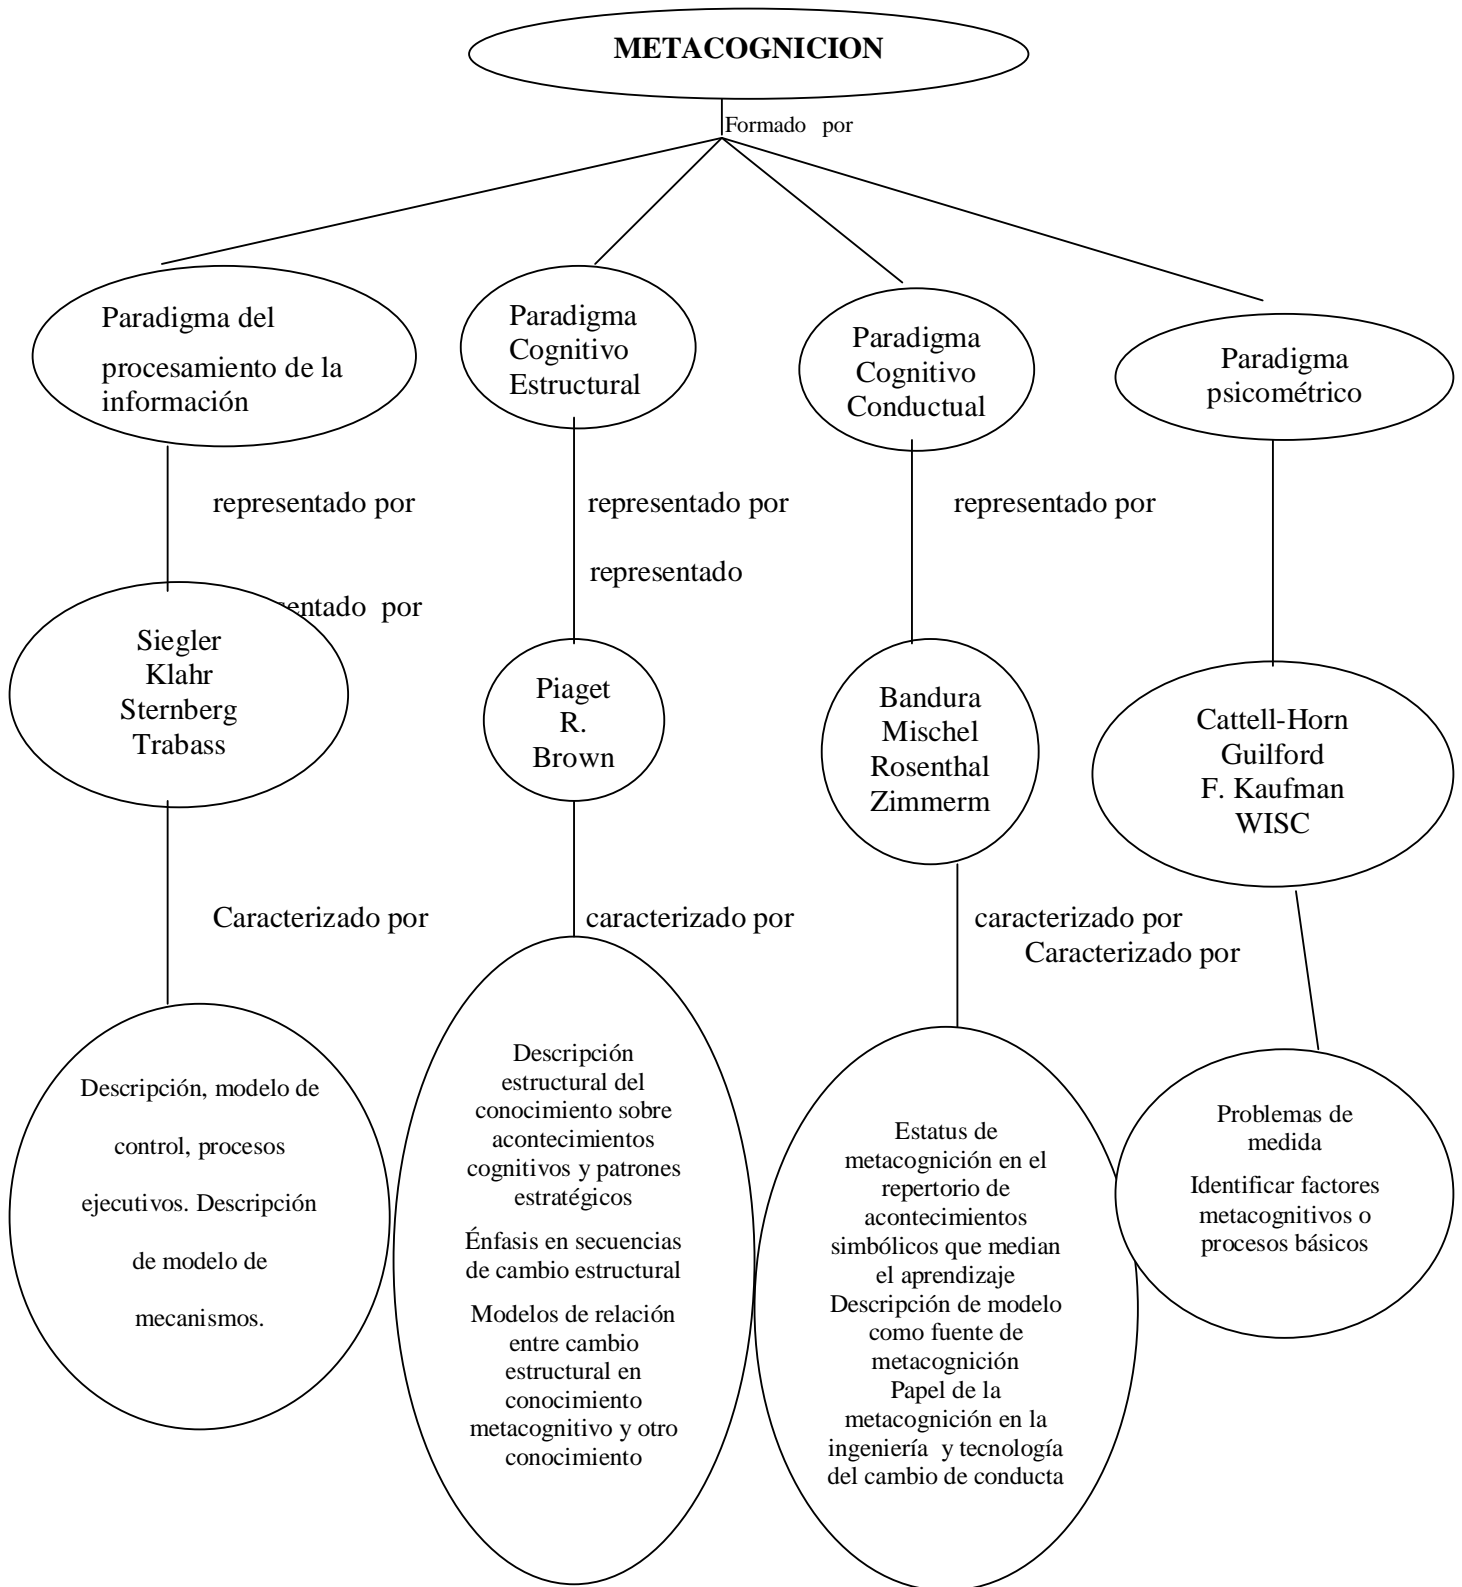 METACOGNICION
Formado por
Paradigma del
procesamiento de la
información
Paradigma
Cognitivo
Estructural
Paradigma
Cognitivo
Conductual
Paradigma
psicométrico
representado por
representado por
representado por
representado
sentado por
Siegler
Klahr
Sternberg
Trabass
Piaget
R.
Brown
Bandura
Mischel
Rosenthal
Zimmerm
Cattell-Horn
Guilford
F. Kaufman
WISC
Caracterizado por
caracterizado por
caracterizado por
Caracterizado por
Descripción, modelo de
control, procesos
ejecutivos. Descripción
de modelo de
mecanismos.
Descripción
estructural del
conocimiento sobre
acontecimientos
cognitivos y patrones
estratégicos
Énfasis en secuencias
de cambio estructural
Modelos de relación
entre cambio
estructural en
conocimiento
metacognitivo y otro
conocimiento
Estatus de
metacognición en el
repertorio de
acontecimientos
simbólicos que median
el aprendizaje
Descripción de modelo
como fuente de
metacognición
Papel de la
metacognición en la
ingeniería y tecnología
del cambio de conducta
Problemas de
medida
Identificar factores
metacognitivos o
procesos básicos